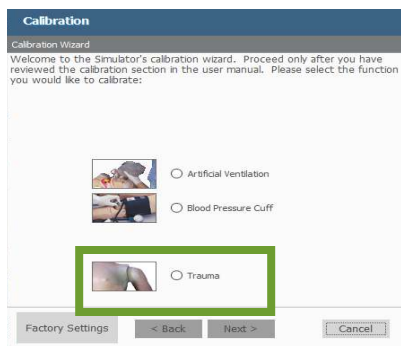 Calibration
Calibration Wizard
Welcome to the Simulator's calibration wizard. Proceed only after you have
reviewed the calibration section in the user manual. Please select the function
you would like to calibrate:
Artificial Ventilation
Blood Pressure Cuff
Trauma
Factory Settings
< Back
Next >
Cancel